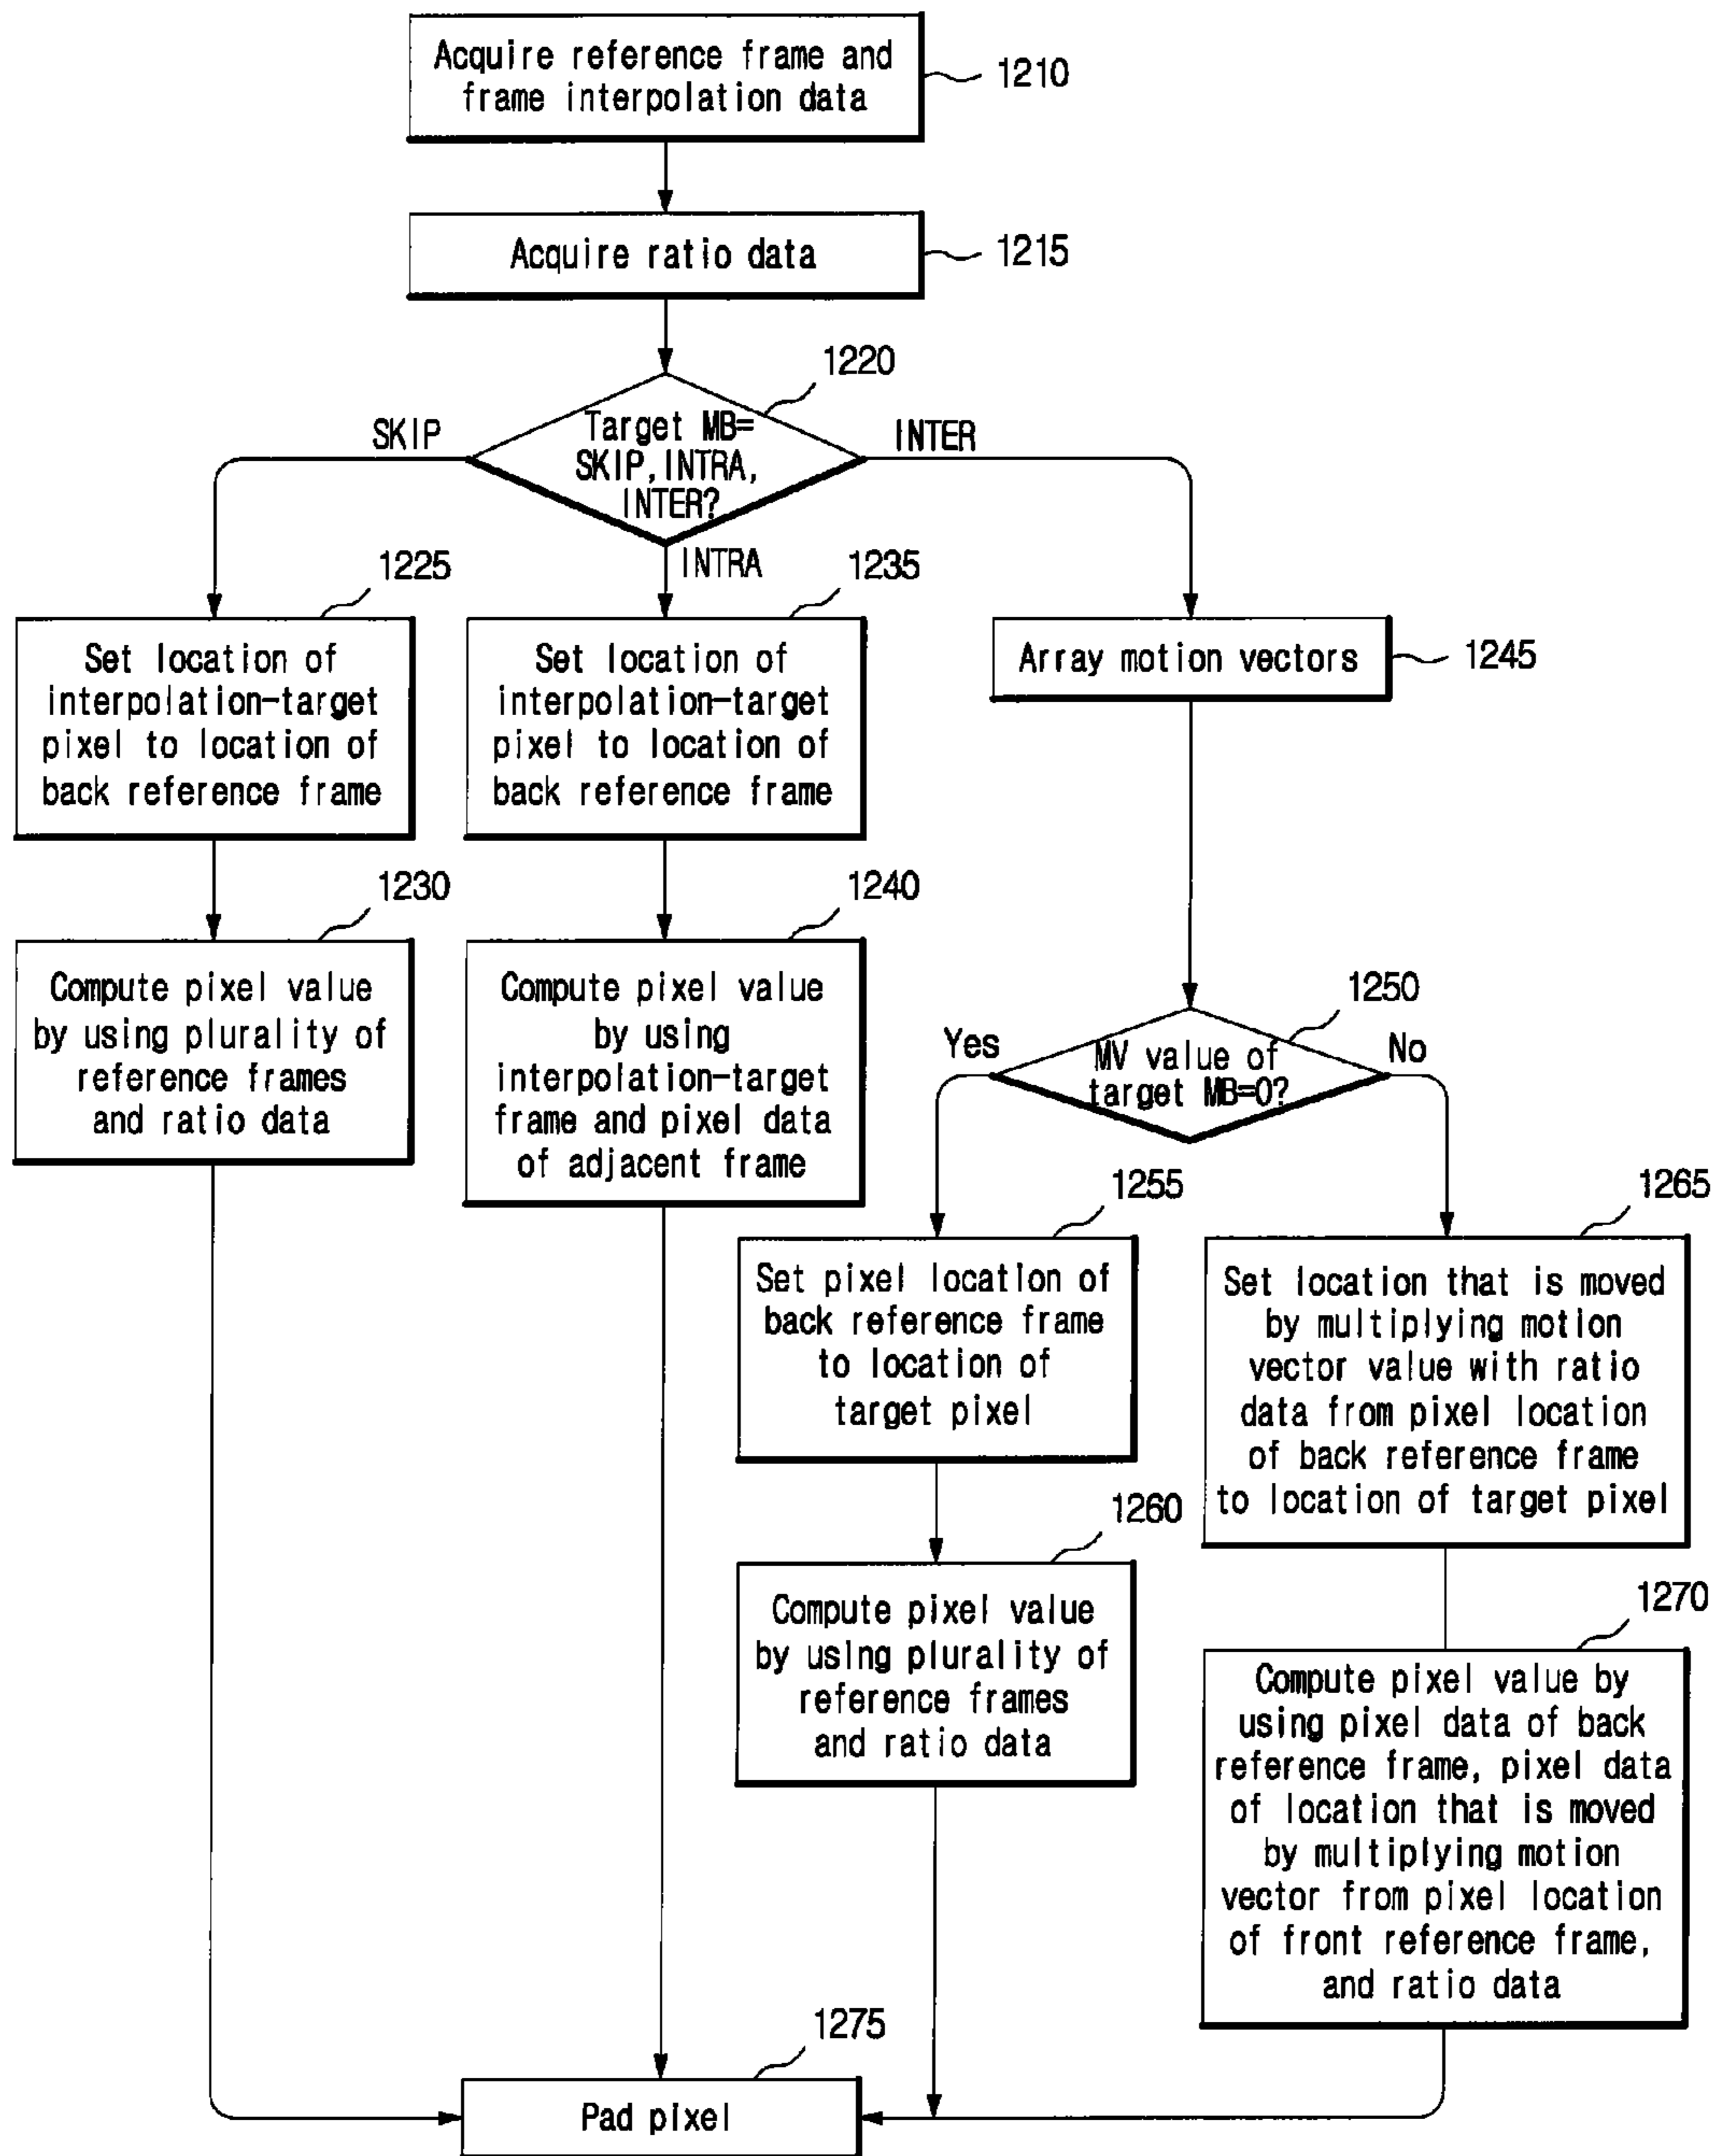 Acquire reference frame and
frame interpolation data
1210
Acquire ratio data
1215
1220
Target MB=
SKIP, INTRA,
INTER?
SKIP
INTER
INTRA
1225
Set location of
interpolation-target
pixel to location of
back reference frame
1235
Set location of
interpolation-target
pixel to location of
back reference frame
Array motion vectors
1245
1230
Compute pixel value
by using plurality of
reference frames
and ratio data
1240
Compute pixel value
by using
interpolation-target
frame and pixel data
of adjacent frame
1250
Yes
MV value of
target MB=0?
No
1255
Set pixel location of
back reference frame
to location of
target pixel
1265
Set location that is moved
by multiplying motion
vector value with ratio
data from pixel location
of back reference frame
to location of target pixel
1260
Compute pixel value
by using plurality of
reference frames
and ratio data
1270
Compute pixel value by
using pixel data of back
reference frame, pixel data
of location that is moved
by multiplying motion
vector from pixel location
of front reference frame,
and ratio data
1275
Pad pixel